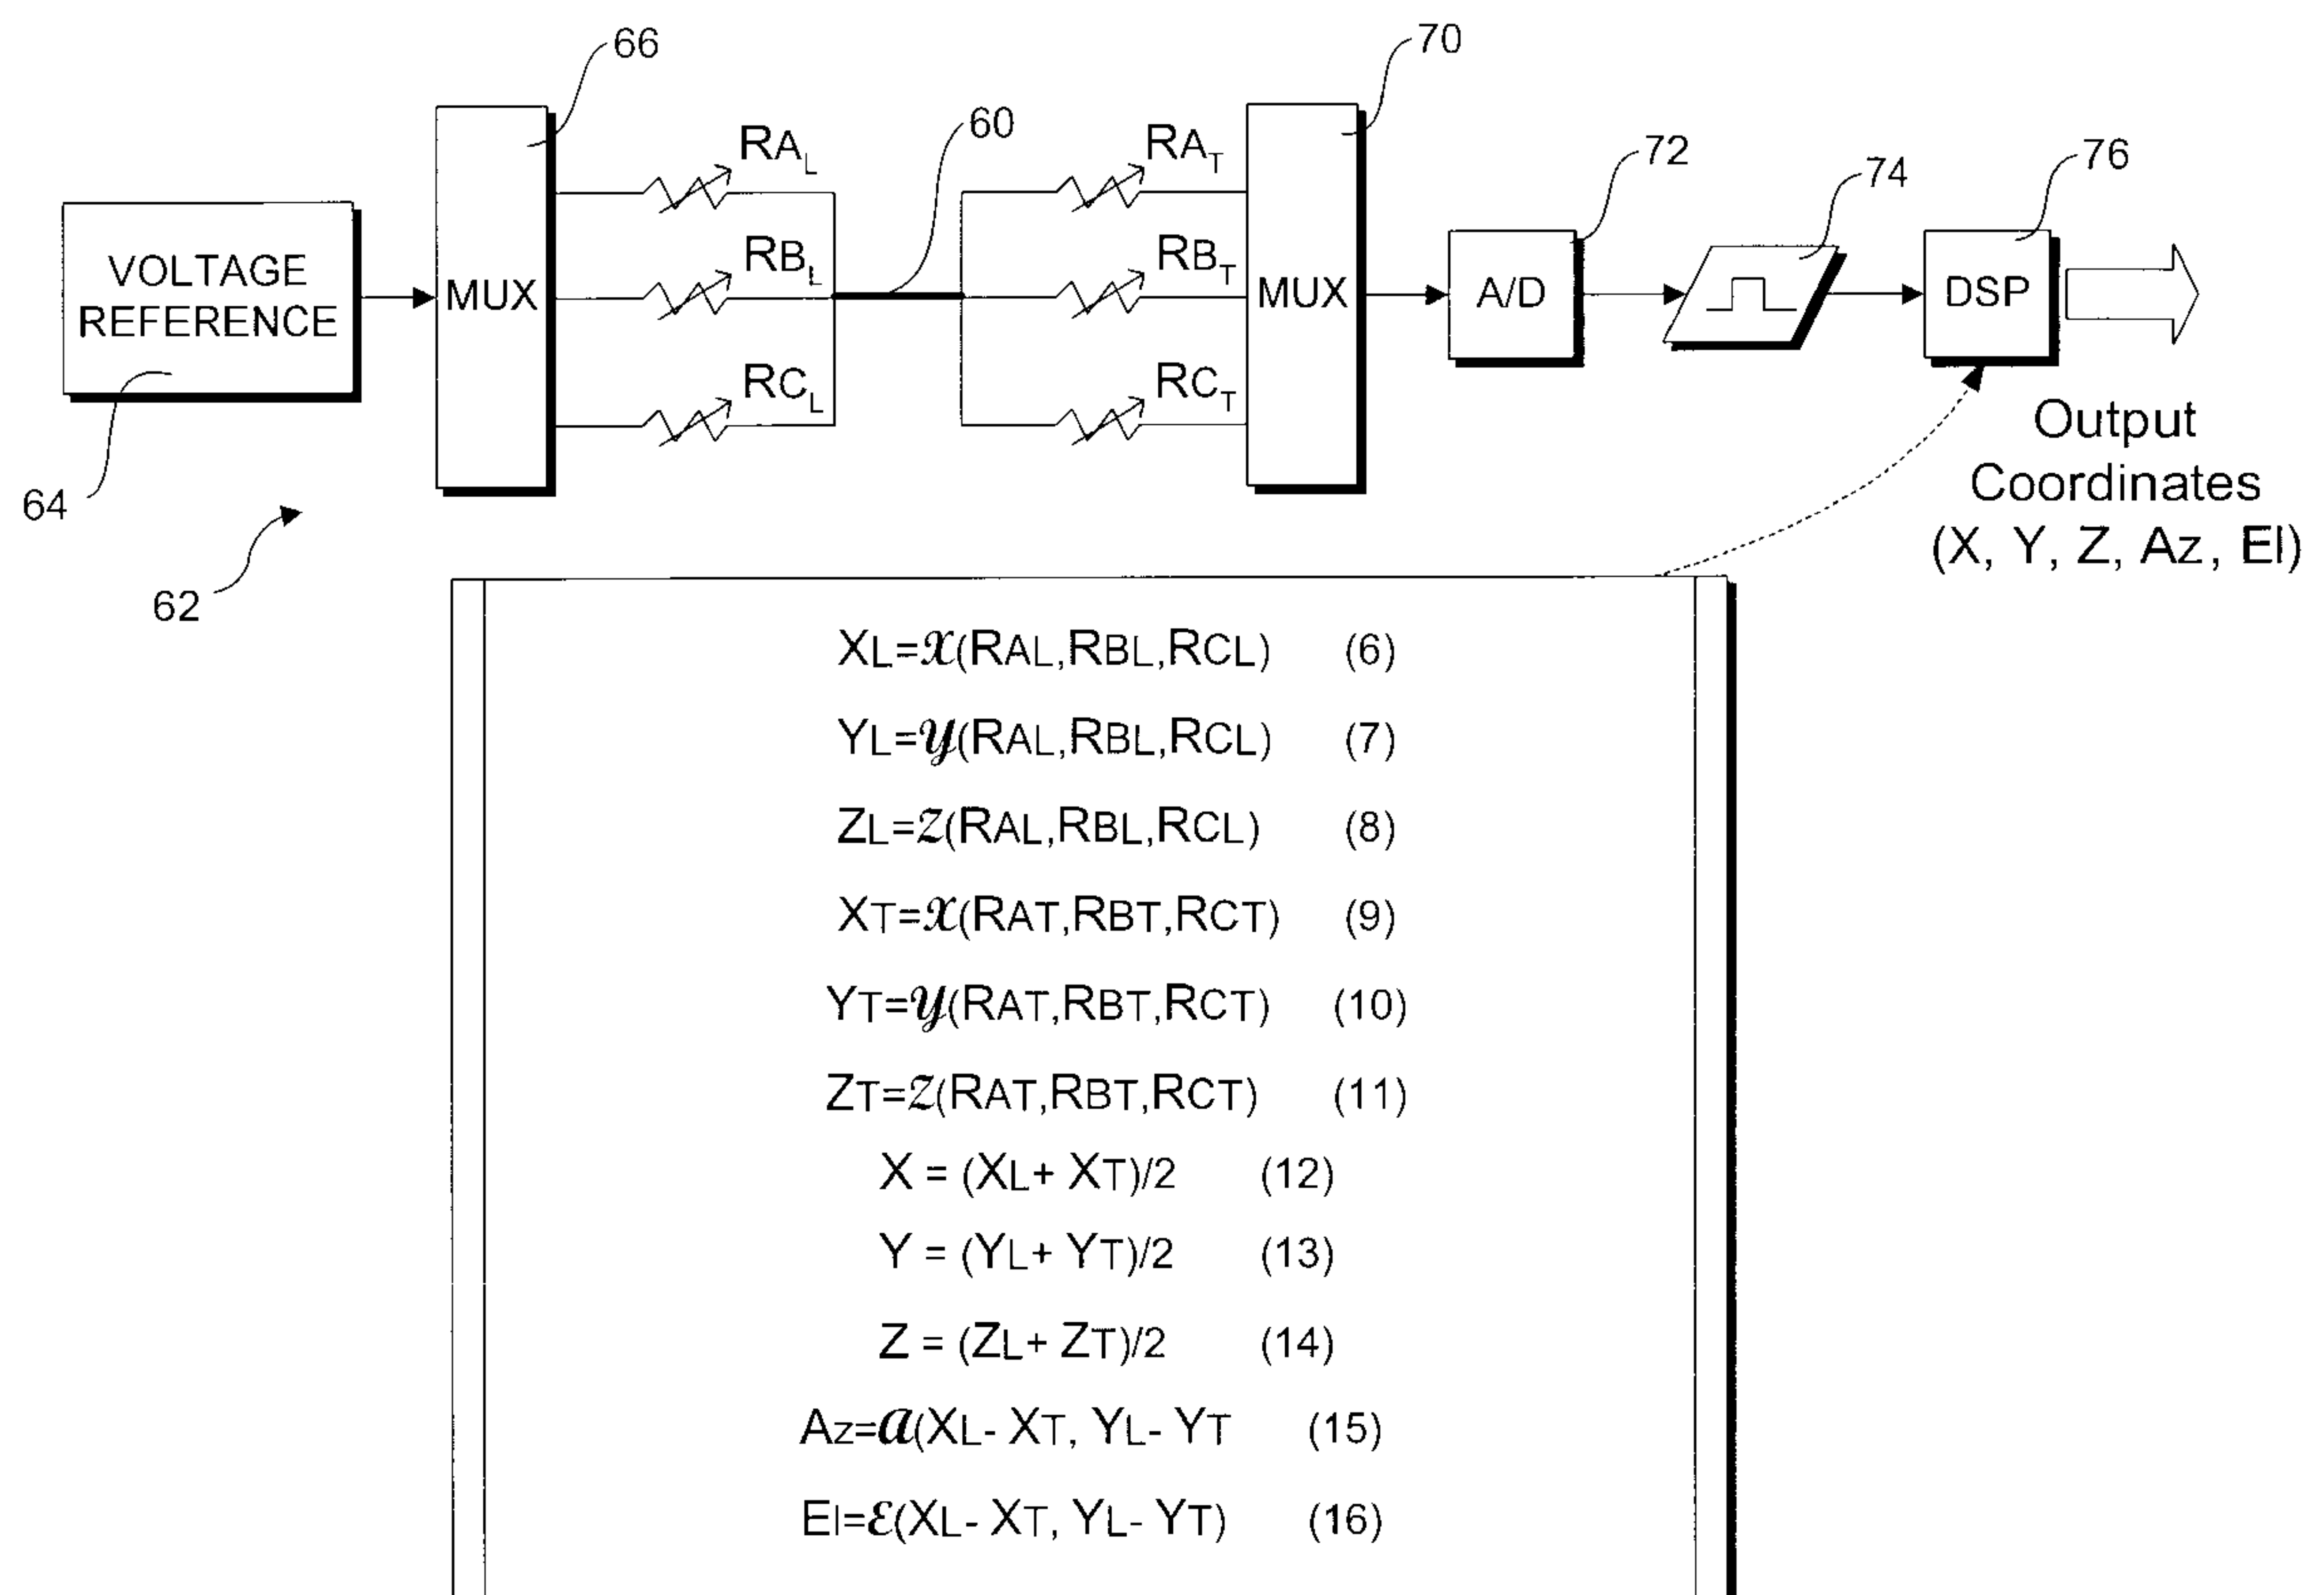 66
70
60
72
76
74
RAL
RAT
VOLTAGE
REFERENCE
MUX
RBL
RBT
MUX
A/D
DSP
RCL
RCT
64
62
Output
Coordinates
(X, Y, Z, Az, El)
XL=𝓧(RAL,RBL,RCL) (6)
YL=𝓨(RAL,RBL,RCL) (7)
ZL=𝓩(RAL,RBL,RCL) (8)
XT=𝓧(RAT,RBT,RCT) (9)
YT=𝓨(RAT,RBT,RCT) (10)
ZT=𝓩(RAT,RBT,RCT) (11)
X = (XL+ XT)/2 (12)
Y = (YL+ YT)/2 (13)
Z = (ZL+ ZT)/2 (14)
Az=𝓐(XL- XT, YL- YT (15)
El=𝓔(XL- XT, YL- YT) (16)